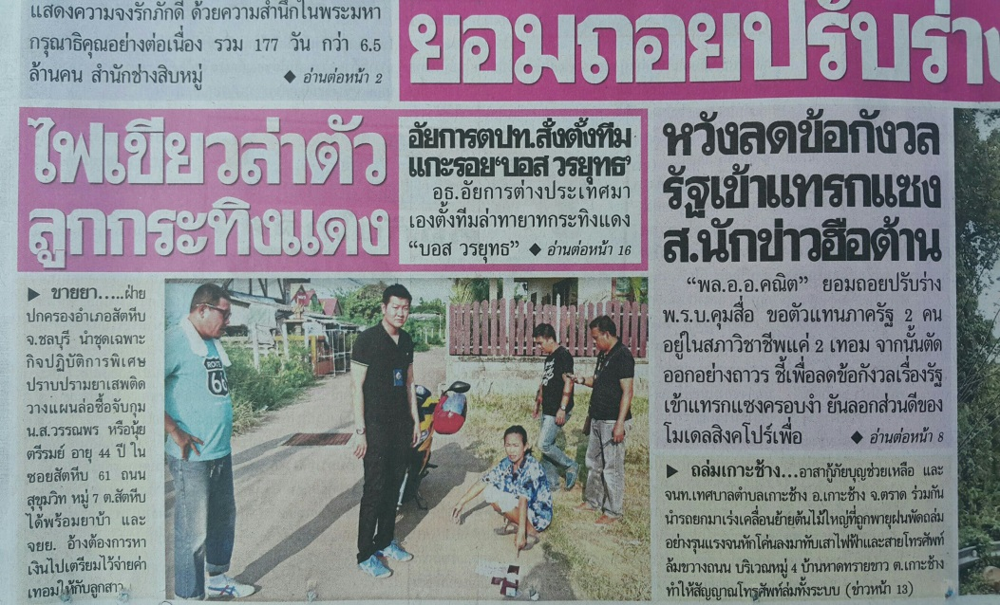 แสดงความจงรักภักดี ด้วยความสำนึกในพระมหา
กรุณาธิคุณอย่างต่อเนื่อง รวม 177 วัน กว่า 6.5
ล้านคน สำนักช่างสิบหมู่ ◆ อ่านต่อหน้า 2
ยอมถอยปรับร่าง
ไฟเขียวล่าตัว
ลูกกระทิงแดง
อัยการตปท.สั่งตั้งทีม
แกะรอย‘บอส วรยุทธ’
อธ.อัยการต่างประเทศมา
เองตั้งทีมล่าทายาทกระทิงแดง
“บอส วรยุทธ” ◆ อ่านต่อหน้า 16
หวังลดข้อกังวล
รัฐเข้าแทรกแซง
ส.นักข่าวฮือต้าน
“พล.อ.อ.คณิต” ยอมถอยปรับร่าง
พ.ร.บ.คุมสื่อ ขอตัวแทนภาครัฐ 2 คน
อยู่ในสภาวิชาชีพแค่ 2 เทอม จากนั้นตัด
ออกอย่างถาวร ชี้เพื่อลดข้อกังวลเรื่องรัฐ
เข้าแทรกแซงครอบงำ ยันลอกส่วนดีของ
โมเดลสิงคโปร์เพื่อ ◆ อ่านต่อหน้า 8
▶ ขายยา.....ฝ่าย
ปกครองอำเภอสัตหีบ
จ.ชลบุรี นำชุดเฉพาะ
กิจปฏิบัติการพิเศษ
ปราบปรามยาเสพติด
วางแผนล่อซื้อจับกุม
น.ส.วรรณพร หรือนุ้ย
ตรีรมย์ อายุ 44 ปี ใน
ซอยสัตหีบ 61 ถนน
สุขุมวิท หมู่ 7 ต.สัตหีบ
ได้พร้อมยาบ้า และ
จยย. อ้างต้องการหา
เงินไปเตรียมไว้จ่ายค่า
เทอมให้กับลูกสาว
ROUTE
▶ ถล่มเกาะช้าง...อาสากู้ภัยบุญช่วยเหลือ และ
จนท.เทศบาลตำบลเกาะช้าง อ.เกาะช้าง จ.ตราด ร่วมกัน
นำรถยกมาเร่งเคลื่อนย้ายต้นไม้ใหญ่ที่ถูกพายุฝนพัดถล่ม
อย่างรุนแรงจนหักโค่นลงมาทับเสาไฟฟ้าและสายโทรศัพท์
ล้มขวางถนน บริเวณหมู่ 4 บ้านหาดทรายขาว ต.เกาะช้าง
ทำให้สัญญาณโทรศัพท์ล่มทั้งระบบ (ข่าวหน้า 13)